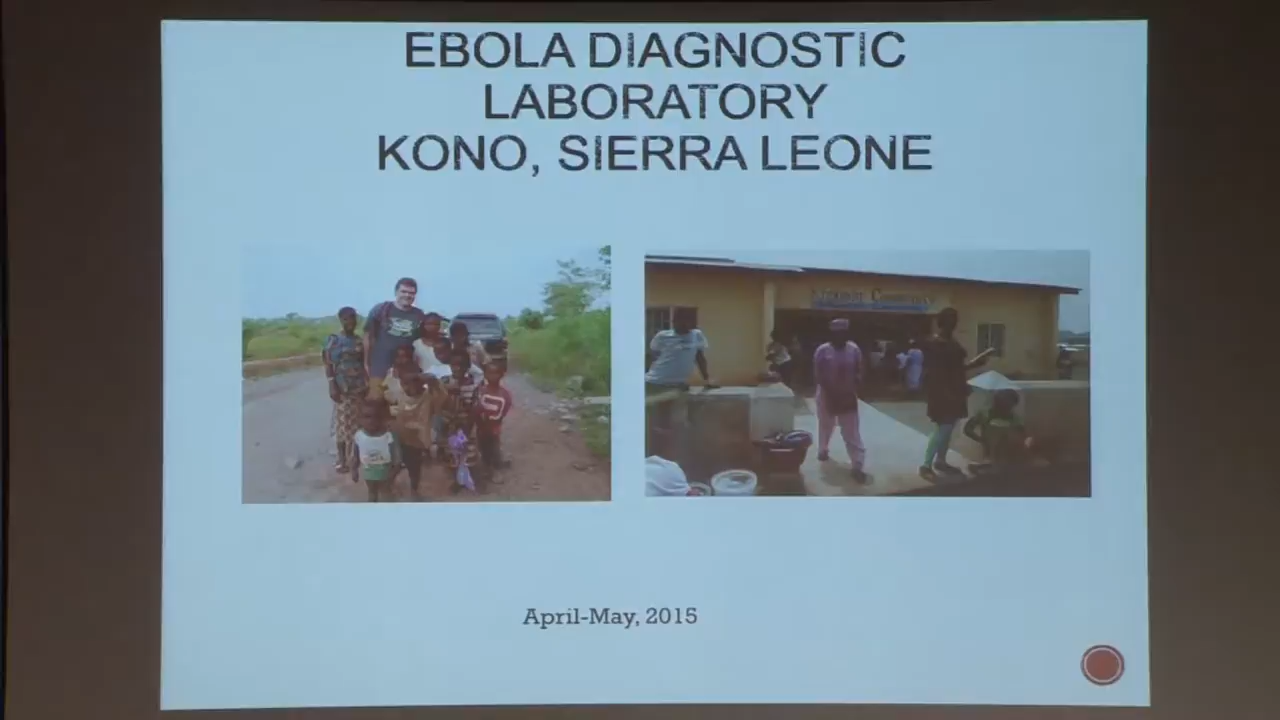 EBOLA DIAGNOSTIC
LABORATORY
KONO, SIERRA LEONE
April-May, 2015